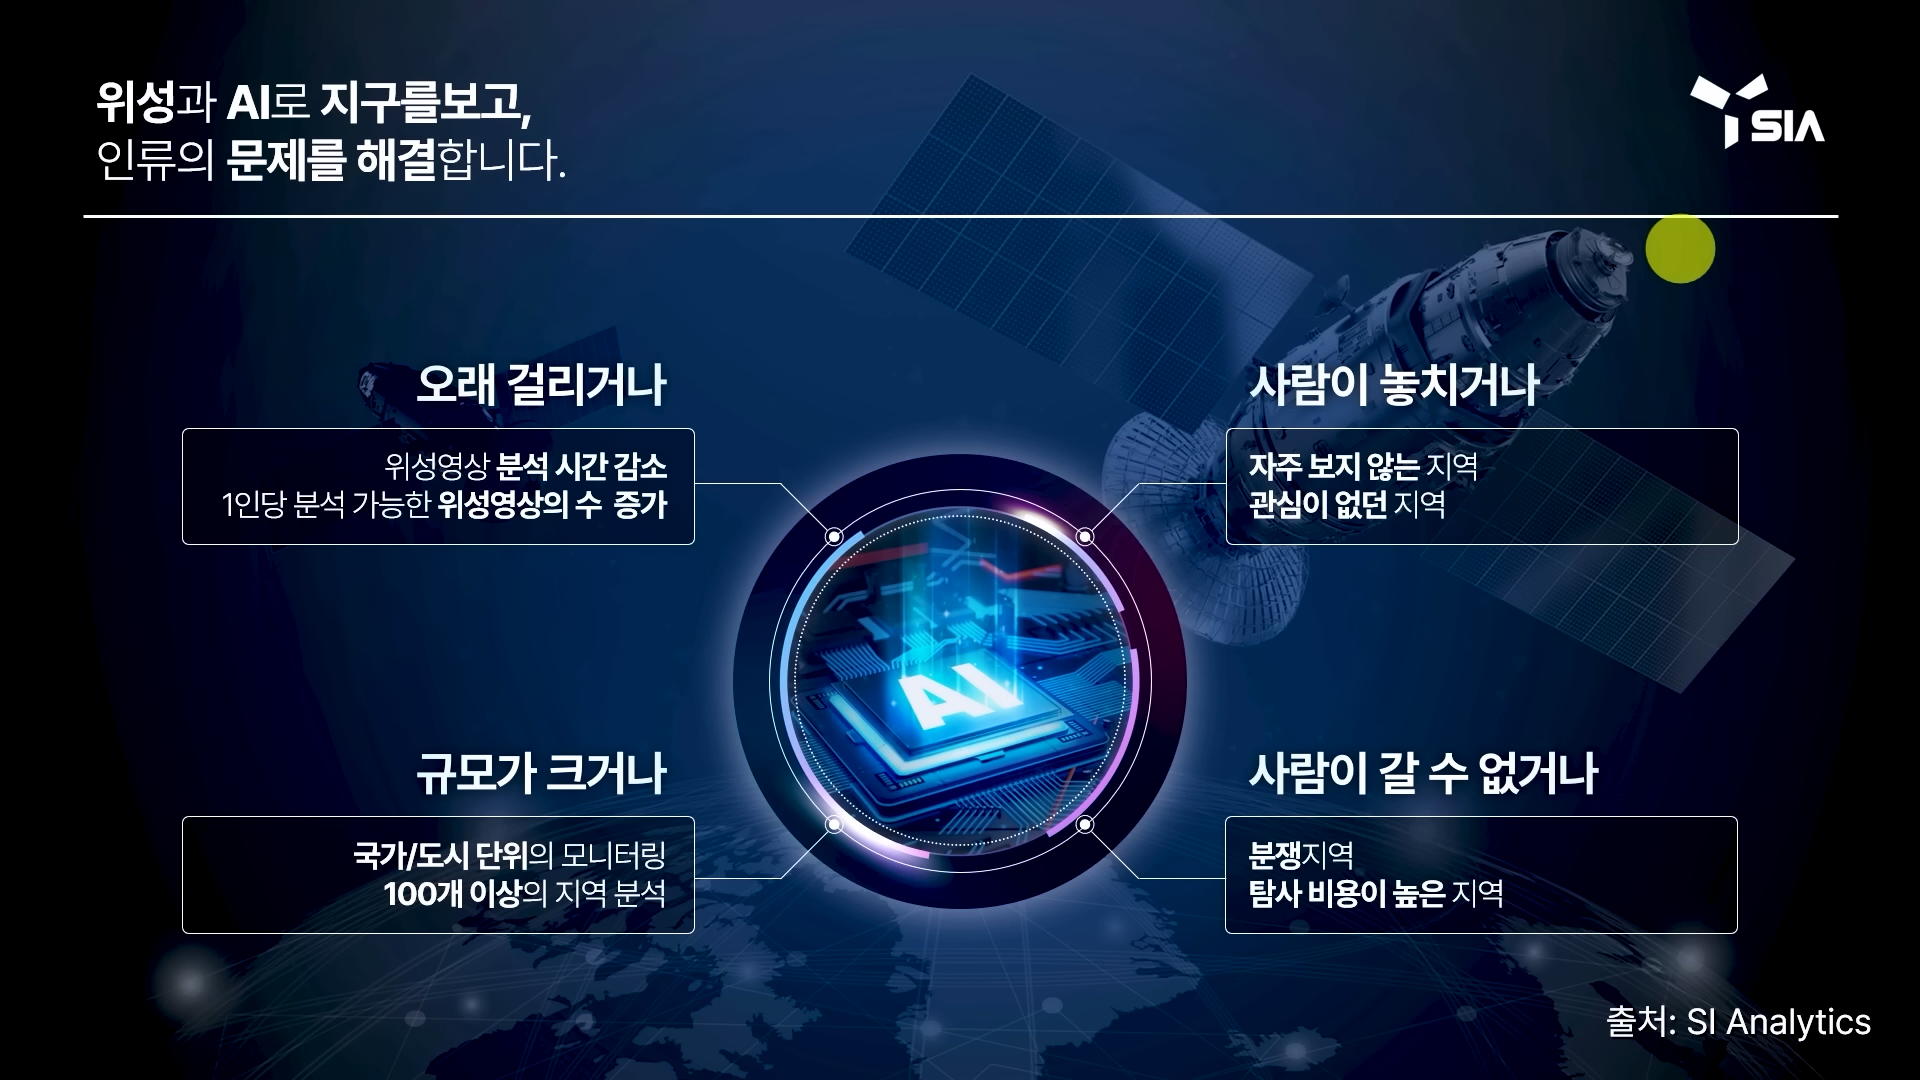 위성과 AI로 지구를보고,
인류의 문제를 해결합니다.
SIA
오래 걸리거나
위성영상 분석 시간 감소
1인당 분석 가능한 위성영상의 수 증가
사람이 놓치거나
자주 보지 않는 지역
관심이 없던 지역
AI
규모가 크거나
국가/도시 단위의 모니터링
100개 이상의 지역 분석
사람이 갈 수 없거나
분쟁지역
탐사 비용이 높은 지역
출처: SI Analytics